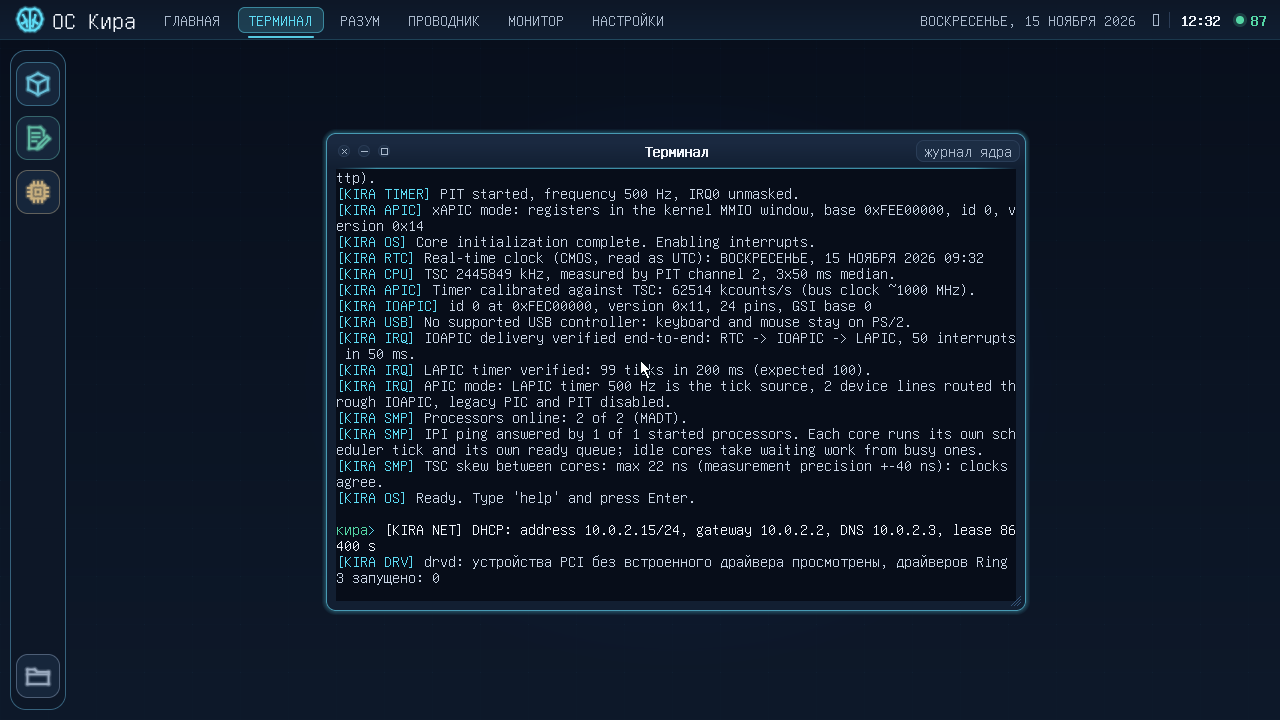 ОС Кира
ГЛАВНАЯ
ТЕРМИНАЛ
РАЗУМ
ПРОВОДНИК
МОНИТОР
НАСТРОЙКИ
ВОСКРЕСЕНЬЕ, 15 НОЯБРЯ 2026
12:32
87
Терминал
журнал ядра
ttp).
[KIRA TIMER] PIT started, frequency 500 Hz, IRQ0 unmasked.
[KIRA APIC] xAPIC mode: registers in the kernel MMIO window, base 0xFEE00000, id 0, v
ersion 0x14
[KIRA OS] Core initialization complete. Enabling interrupts.
[KIRA RTC] Real-time clock (CMOS, read as UTC): ВОСКРЕСЕНЬЕ, 15 НОЯБРЯ 2026 09:32
[KIRA CPU] TSC 2445849 kHz, measured by PIT channel 2, 3x50 ms median.
[KIRA APIC] Timer calibrated against TSC: 62514 kcounts/s (bus clock ~1000 MHz).
[KIRA IOAPIC] id 0 at 0xFEC00000, version 0x11, 24 pins, GSI base 0
[KIRA USB] No supported USB controller: keyboard and mouse stay on PS/2.
[KIRA IRQ] IOAPIC delivery verified end-to-end: RTC -> IOAPIC -> LAPIC, 50 interrupts
in 50 ms.
[KIRA IRQ] LAPIC timer verified: 99 ticks in 200 ms (expected 100).
[KIRA IRQ] APIC mode: LAPIC timer 500 Hz is the tick source, 2 device lines routed th
rough IOAPIC, legacy PIC and PIT disabled.
[KIRA SMP] Processors online: 2 of 2 (MADT).
[KIRA SMP] IPI ping answered by 1 of 1 started processors. Each core runs its own sch
eduler tick and its own ready queue; idle cores take waiting work from busy ones.
[KIRA SMP] TSC skew between cores: max 22 ns (measurement precision +-40 ns): clocks
agree.
[KIRA OS] Ready. Type 'help' and press Enter.
кира> [KIRA NET] DHCP: address 10.0.2.15/24, gateway 10.0.2.2, DNS 10.0.2.3, lease 86
400 s
[KIRA DRV] drvd: устройства PCI без встроенного драйвера просмотрены, драйверов Ring
3 запущено: 0